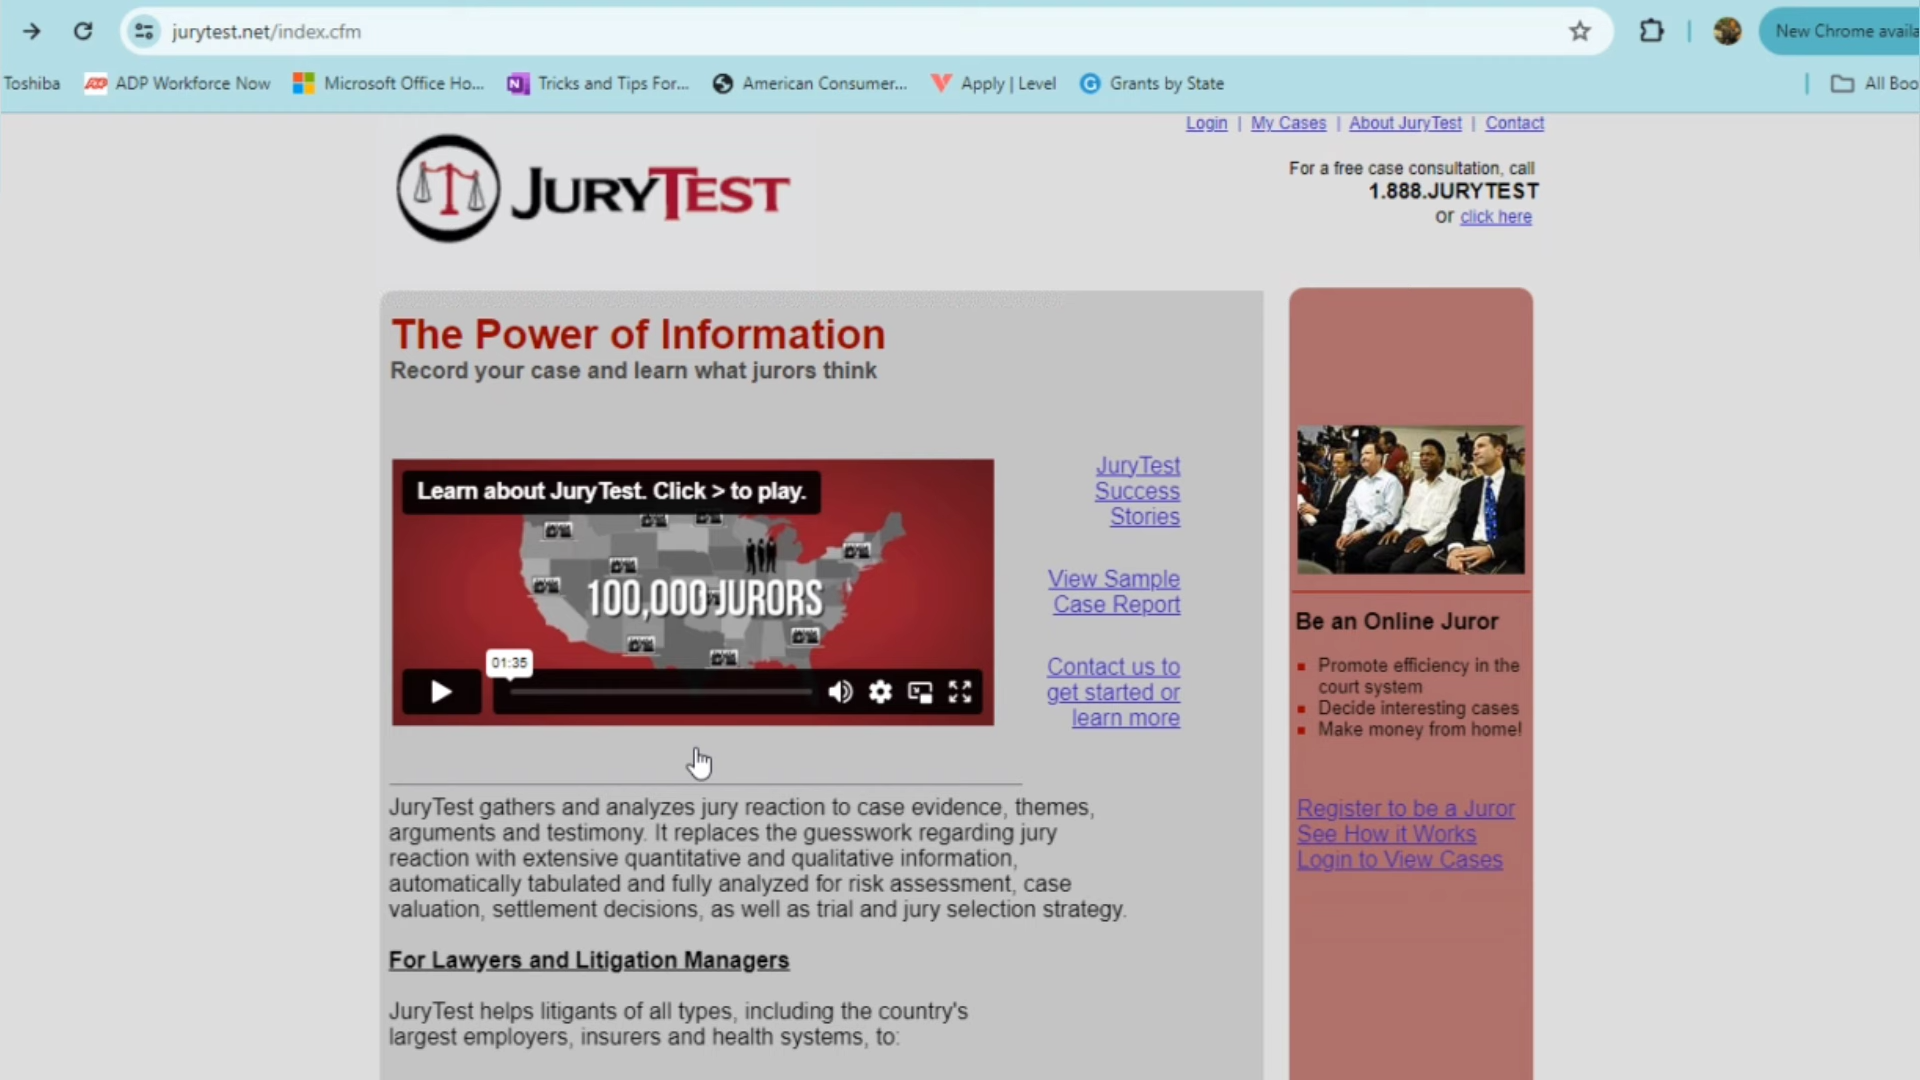 jurytest.net/index.cfm
New Chrome availa
Toshiba
ADP Workforce Now
Microsoft Office Ho...
Tricks and Tips For...
American Consumer...
Apply | Level
Grants by State
All Boo
Login | My Cases | About JuryTest | Contact
JURYTEST
For a free case consultation, call
1.888.JURYTEST
or click here
The Power of Information
Record your case and learn what jurors think
Learn about JuryTest. Click > to play.
100,000 JURORS
01:35
JuryTest
Success
Stories
View Sample
Case Report
Contact us to
get started or
learn more
JuryTest gathers and analyzes jury reaction to case evidence, themes,
arguments and testimony. It replaces the guesswork regarding jury
reaction with extensive quantitative and qualitative information,
automatically tabulated and fully analyzed for risk assessment, case
valuation, settlement decisions, as well as trial and jury selection strategy.
For Lawyers and Litigation Managers
JuryTest helps litigants of all types, including the country's
largest employers, insurers and health systems, to:
Be an Online Juror
Promote efficiency in the
court system
Decide interesting cases
Make money from home!
Register to be a Juror
See How it Works
Login to View Cases